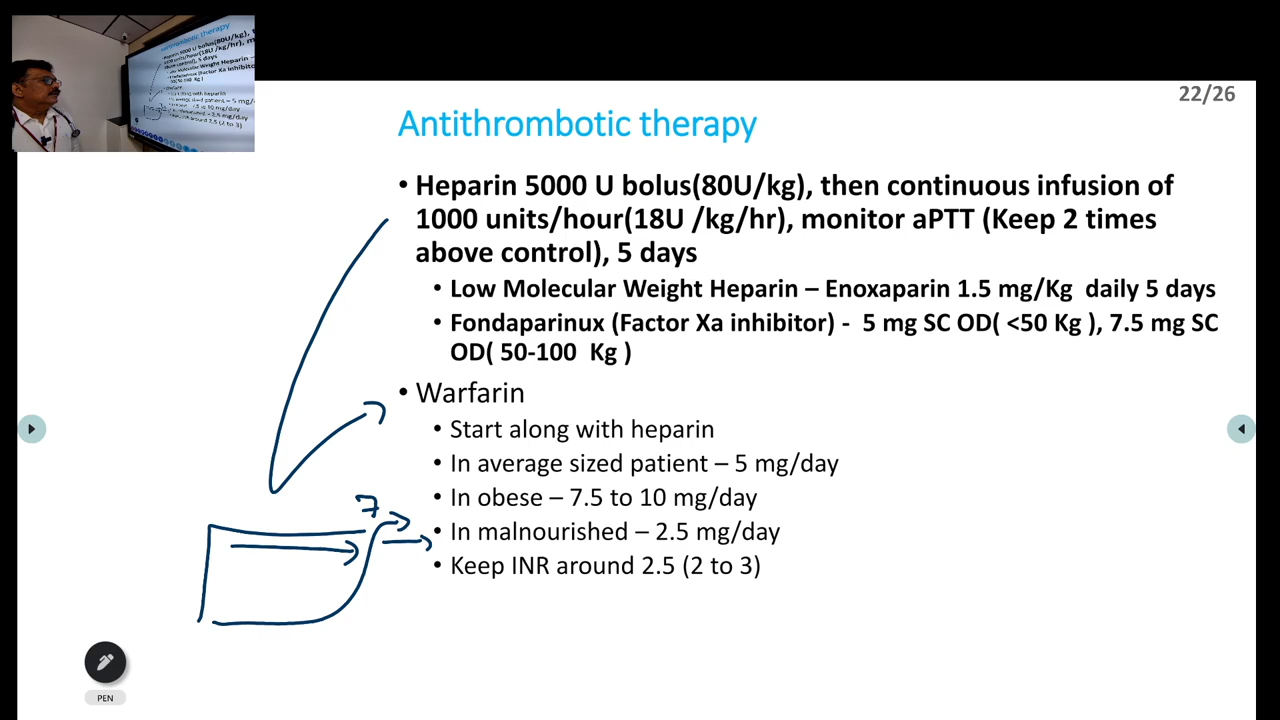 22/26
Antithrombotic therapy
• Heparin 5000 U bolus(80U/kg), then continuous infusion of
1000 units/hour(18U /kg/hr), monitor aPTT (Keep 2 times
above control), 5 days
• Low Molecular Weight Heparin – Enoxaparin 1.5 mg/Kg daily 5 days
• Fondaparinux (Factor Xa inhibitor) - 5 mg SC OD( <50 Kg ), 7.5 mg SC
OD( 50-100 Kg )
• Warfarin
• Start along with heparin
• In average sized patient – 5 mg/day
• In obese – 7.5 to 10 mg/day
• In malnourished – 2.5 mg/day
• Keep INR around 2.5 (2 to 3)
7
PEN